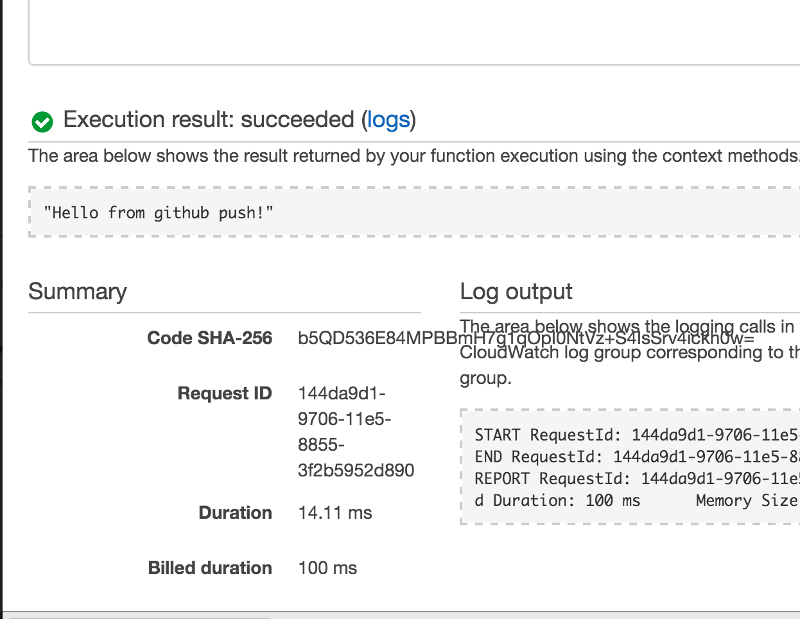 Execution result: succeeded (logs)
The area below shows the result returned by your function execution using the context methods.
"Hello from github push!"
Summary
Code SHA-256
Request ID
144da9d1-
9706-11e5-
8855-
3f2b5952d890
Duration
14.11 ms
Billed duration
100 ms
Log output
The area below shows the logging calls in
CloudWatch log group corresponding to th
group.
START RequestId: 144da9d1-9706-11e5-
END RequestId: 144da9d1-9706-11e5-8
REPORT RequestId: 144da9d1-9706-11e5
d Duration: 100 ms Memory Size